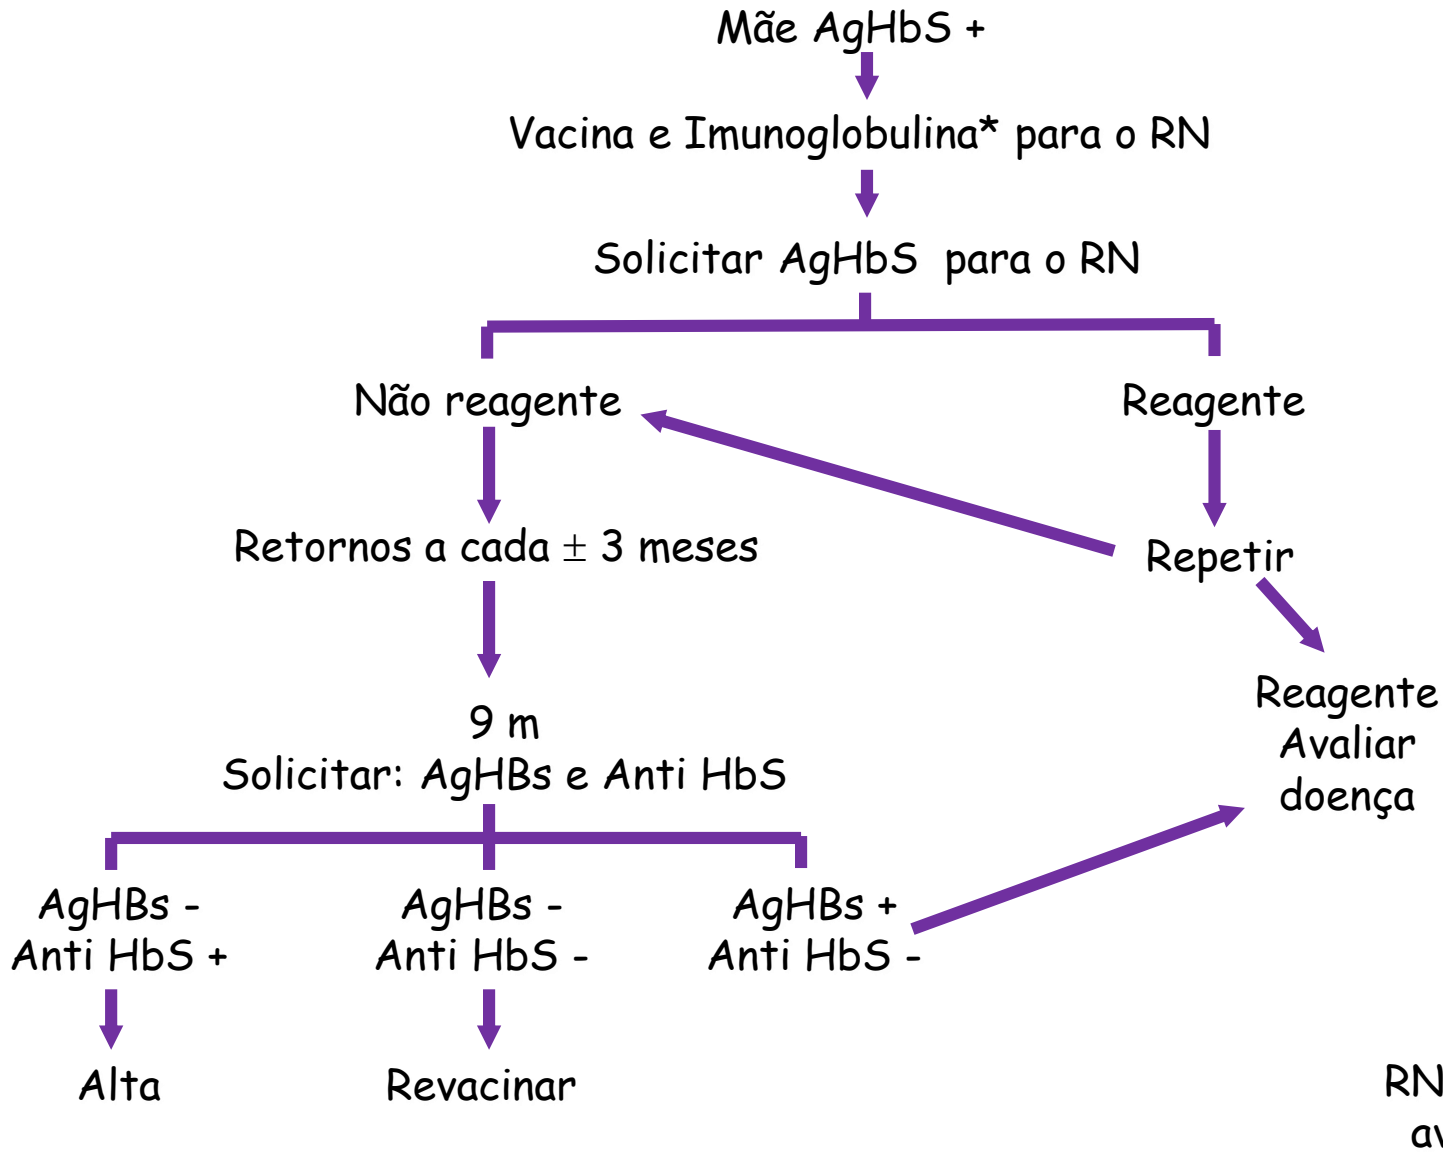 Mãe AgHbS +
Vacina e Imunoglobulina* para o RN
Solicitar AgHbS para o RN
Não reagente
Reagente
Retornos a cada ± 3 meses
Repetir
Reagente
Avaliar
doença
9 m
Solicitar: AgHBs e Anti HbS
AgHBs -
Anti HbS +
AgHBs -
Anti HbS -
AgHBs +
Anti HbS -
Alta
Revacinar
RN